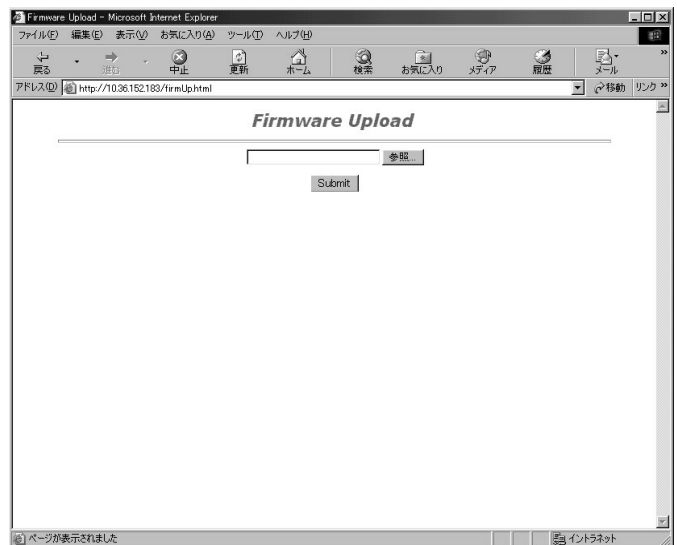 Firmware Upload - Microsoft Internet Explorer
ファイル(F) 編集(E) 表示(V) お気に入り(A) ツール(T) ヘルプ(H)
戻る 進む 中止 更新 ホーム 検索 お気に入り メディア 履歴 メール »
アドレス(D) http://10.36.152.183/firmUp.html 移動 リンク »
Firmware Upload
参照...
Submit
ページが表示されました イントラネット